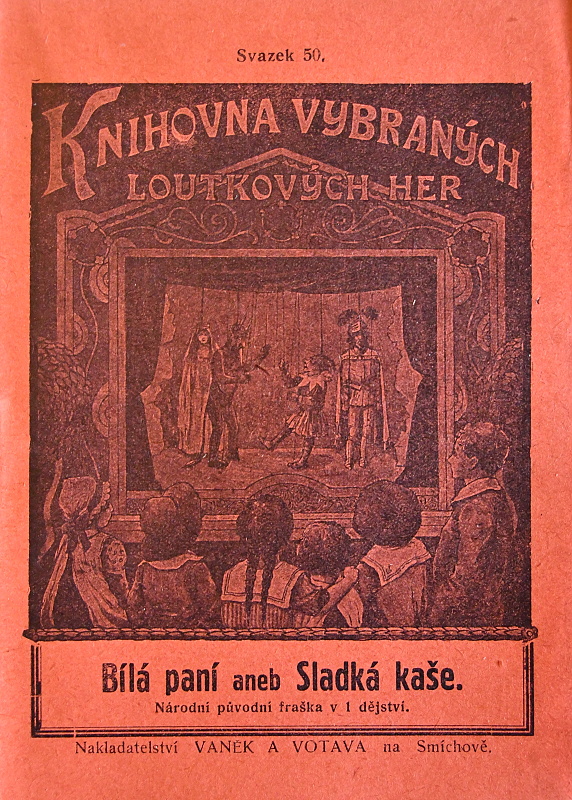 Svazek 50.
KNIHOVNA VYBRANÝCH
LOUTKOVÝCH HER
Bílá paní aneb Sladká kaše.
Národní původní fraška v 1 dějství.
Nakladatelství VANĚK A VOTAVA na Smíchově.